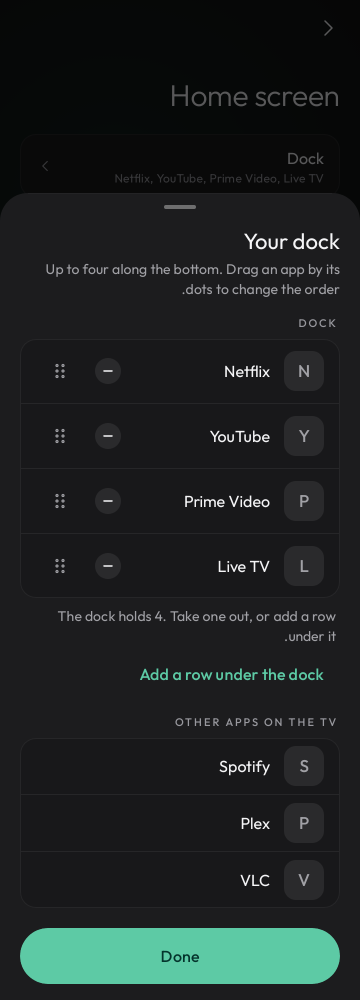 Home screen
Dock
Netflix, YouTube, Prime Video, Live TV
Your dock
Up to four along the bottom. Drag an app by its
dots to change the order.
DOCK
N Netflix
Y YouTube
P Prime Video
L Live TV
The dock holds 4. Take one out, or add a row
under it.
Add a row under the dock
OTHER APPS ON THE TV
S Spotify
P Plex
V VLC
Done